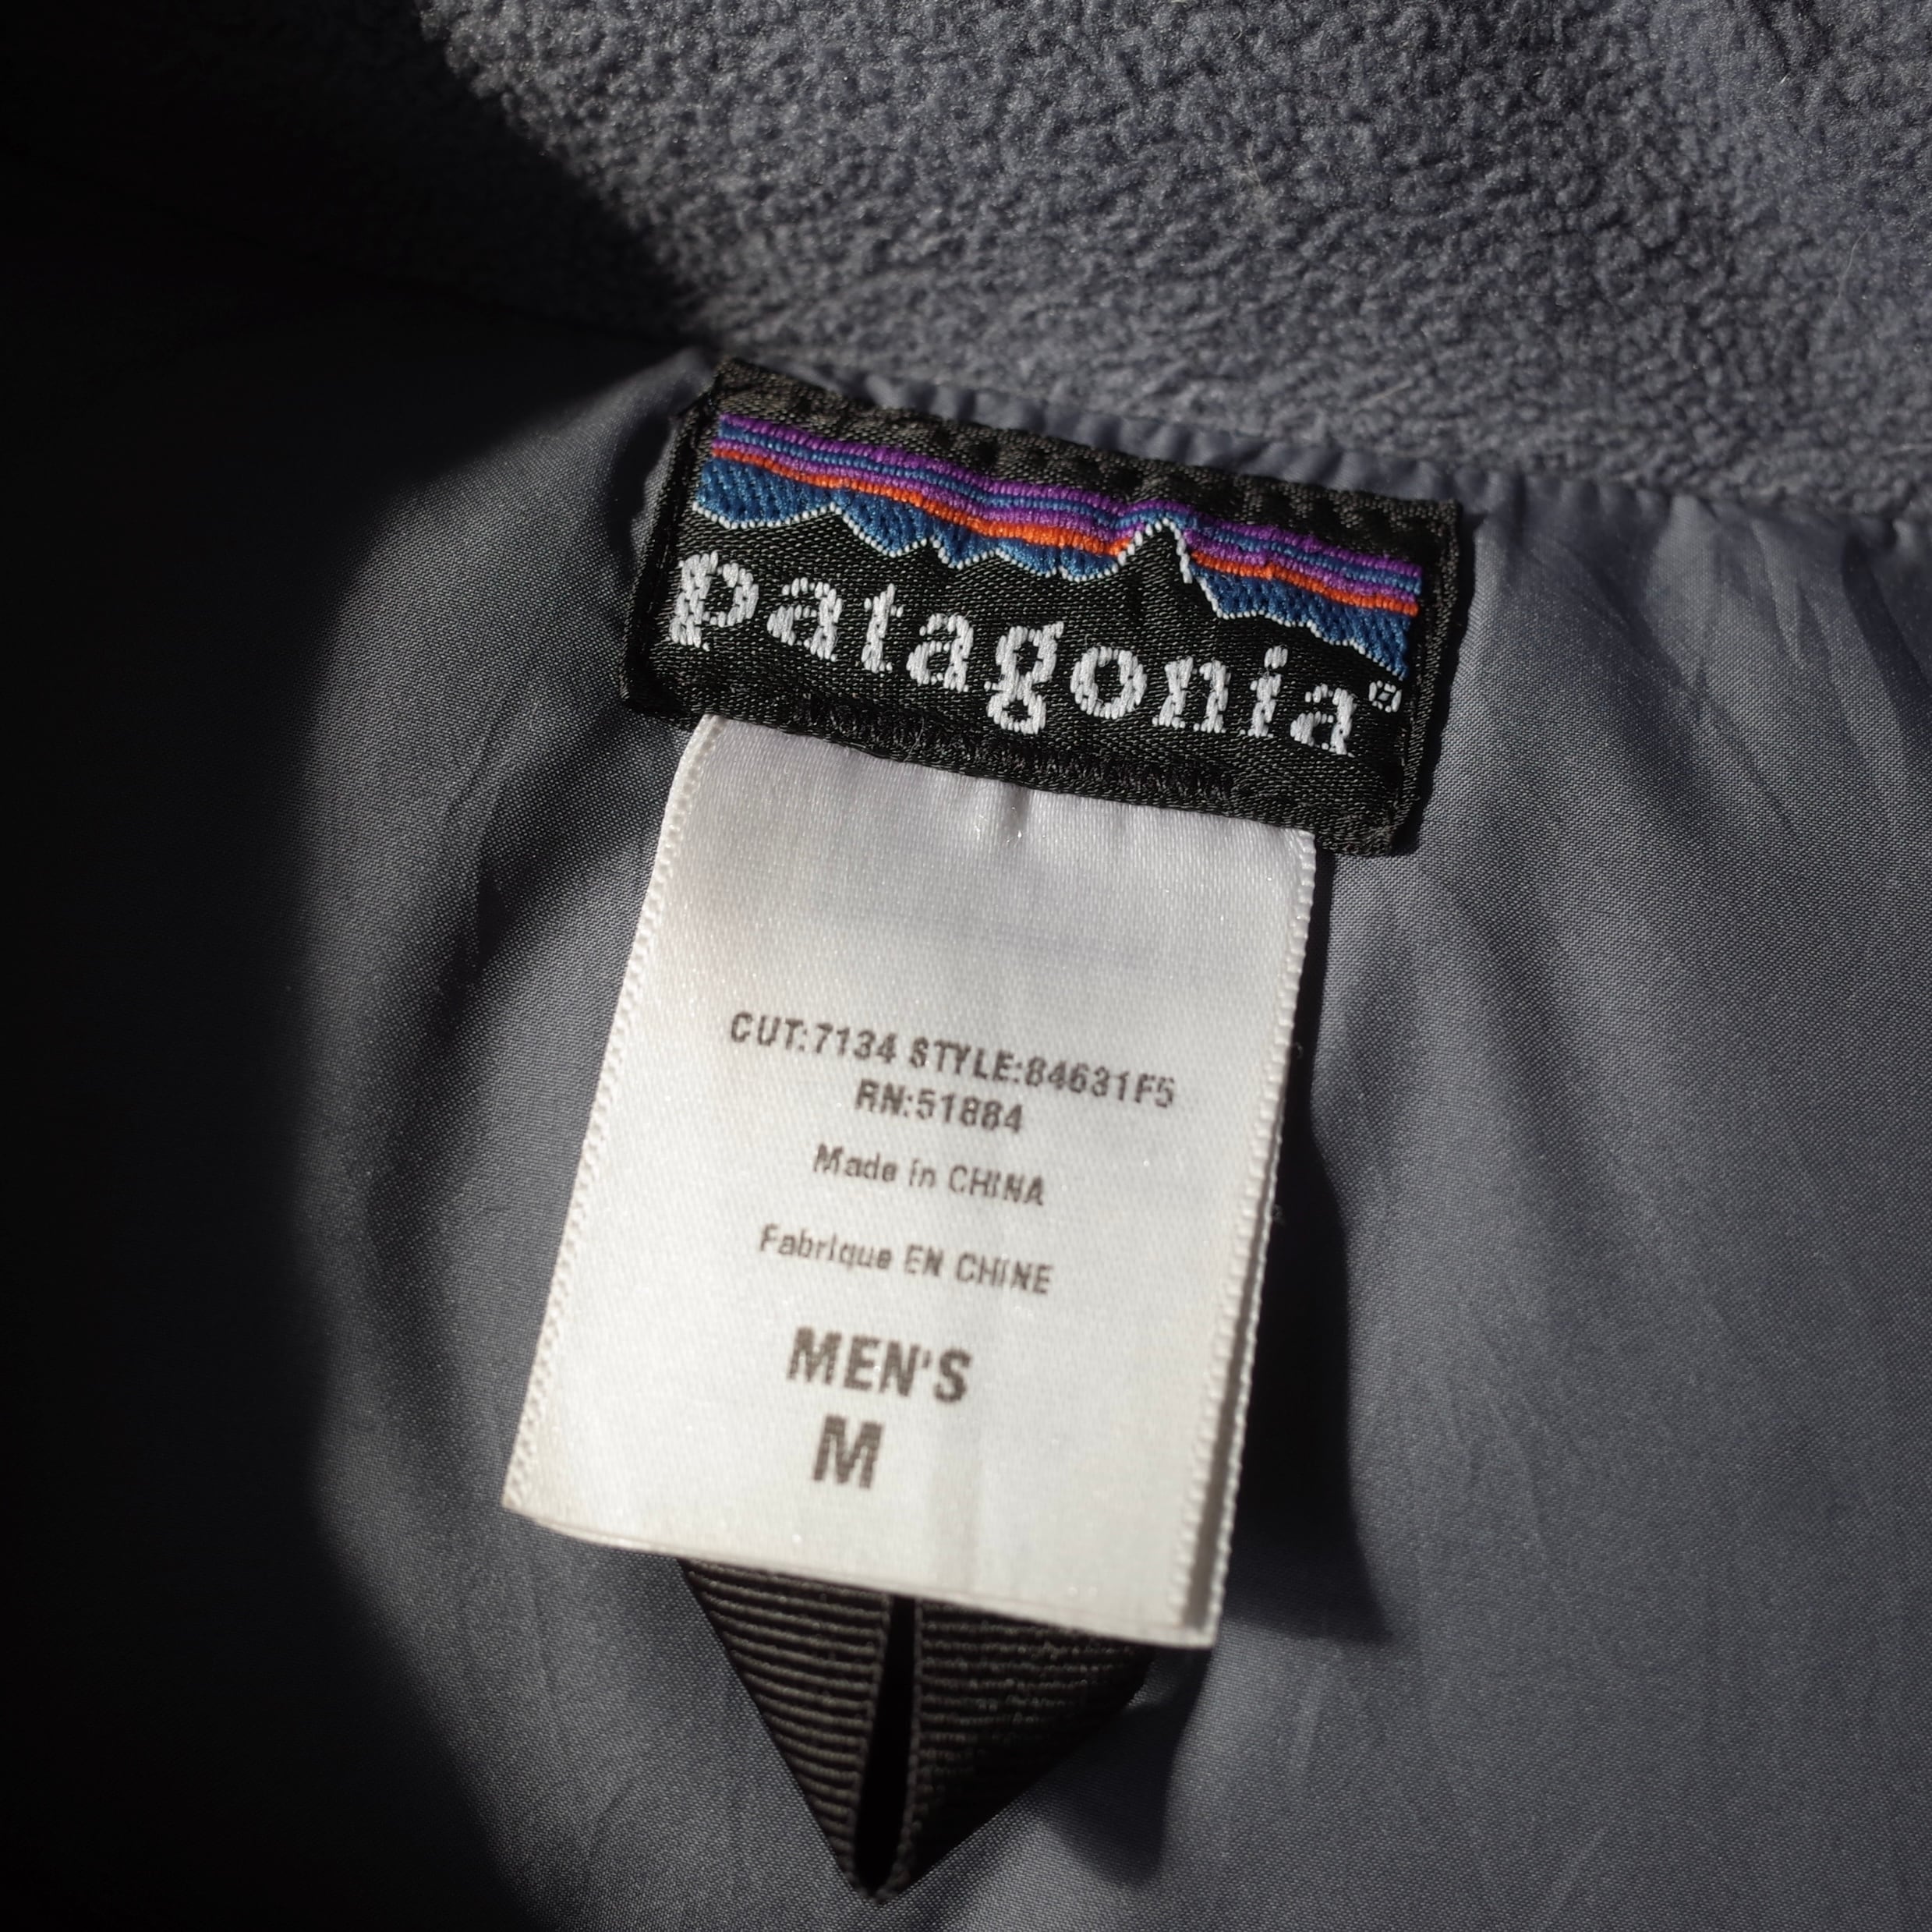 patagonia®
CUT:7134 STYLE:84631F5
RN:51884
Made in CHINA
Fabrique EN CHINE
MEN'S
M